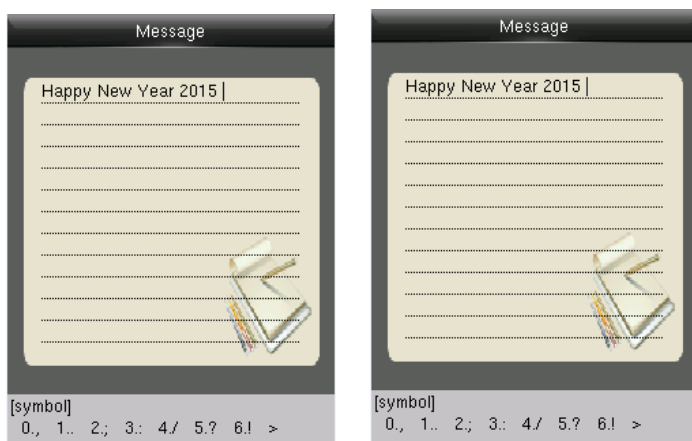 Message
Happy New Year 2015
[symbol]
0., 1.. 2.; 3.: 4./ 5.? 6.! >
Message
Happy New Year 2015
[symbol]
0., 1.. 2.; 3.: 4./ 5.? 6.! >